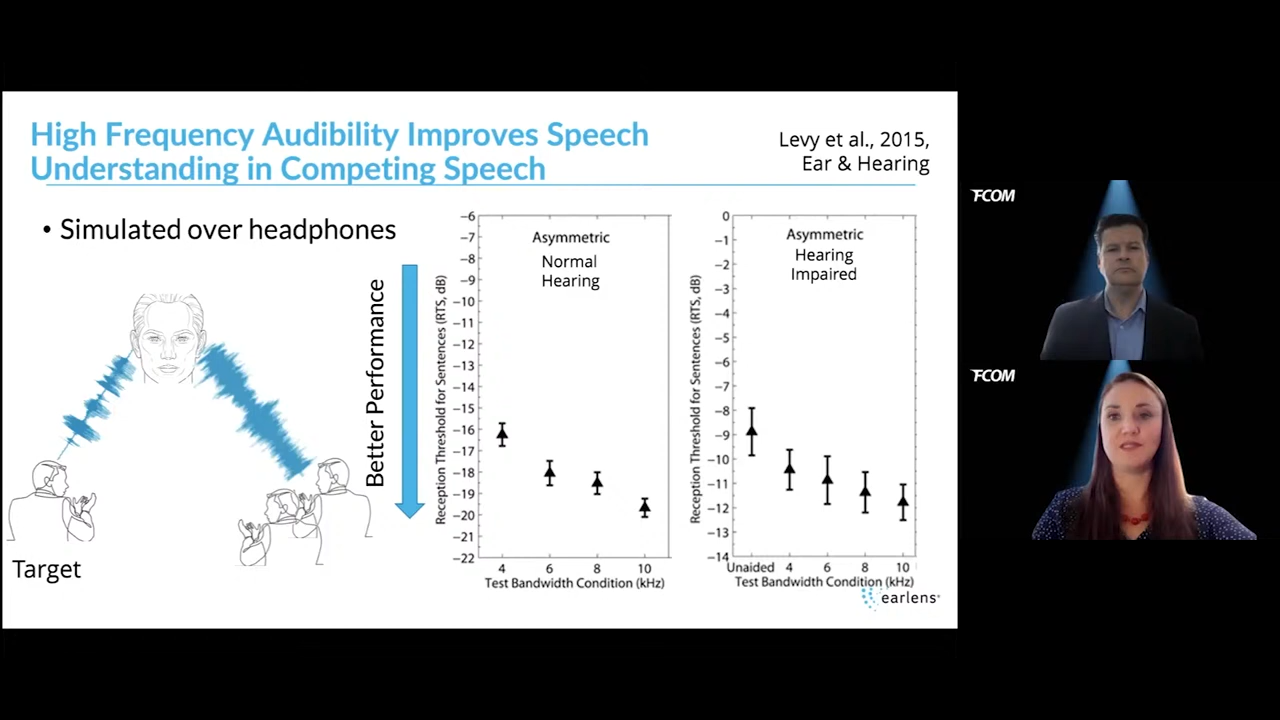 High Frequency Audibility Improves Speech
Understanding in Competing Speech
Levy et al., 2015,
Ear & Hearing
• Simulated over headphones
Target
Better Performance
Reception Threshold for Sentences (RTS, dB)
−6
−7
−8
−9
−10
−11
−12
−13
−14
−15
−16
−17
−18
−19
−20
−21
−22
Asymmetric
Normal
Hearing
4 6 8 10
Test Bandwidth Condition (kHz)
Reception Threshold for Sentences (RTS, dB)
0
−1
−2
−3
−4
−5
−6
−7
−8
−9
−10
−11
−12
−13
−14
Asymmetric
Hearing
Impaired
Unaided 4 6 8 10
Test Bandwidth Condition (kHz)
earlens
FCOM
FCOM